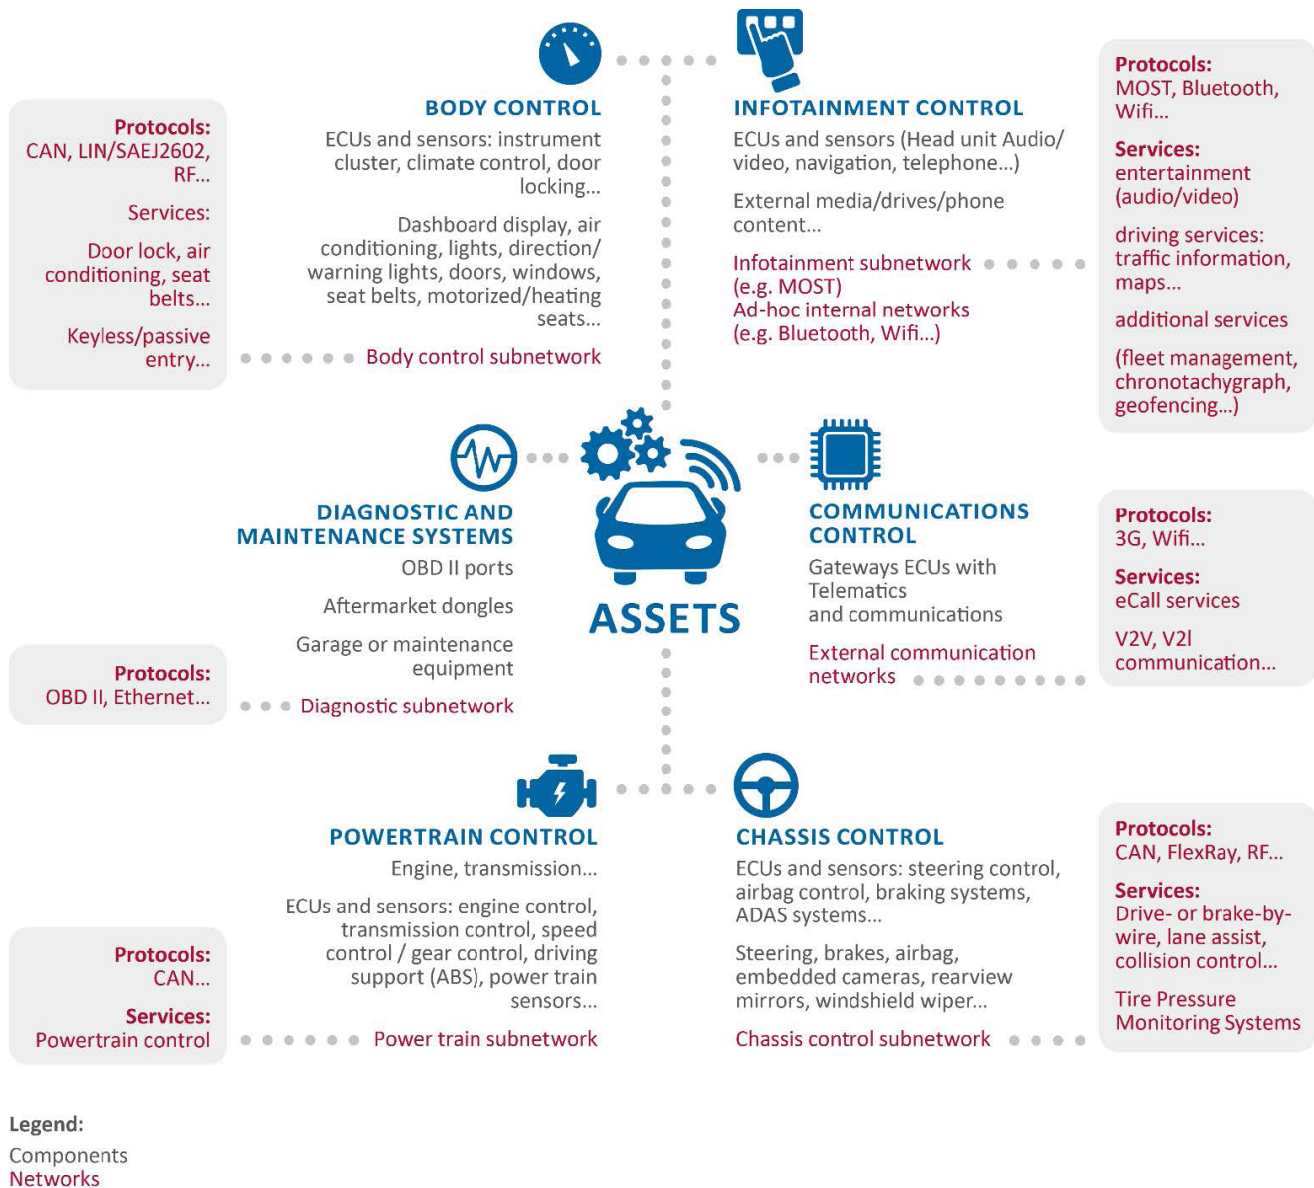 BODY CONTROL
ECUs and sensors: instrument
cluster, climate control, door
locking...
Dashboard display, air
conditioning, lights, direction/
warning lights, doors, windows,
seat belts, motorized/heating
seats...
Body control subnetwork
Protocols:
CAN, LIN/SAEJ2602,
RF...
Services:
Door lock, air
conditioning, seat
belts...
Keyless/passive
entry...
INFOTAINMENT CONTROL
ECUs and sensors (Head unit Audio/
video, navigation, telephone...)
External media/drives/phone
content...
Infotainment subnetwork
(e.g. MOST)
Ad-hoc internal networks
(e.g. Bluetooth, Wifi...)
Protocols:
MOST, Bluetooth,
Wifi...
Services:
entertainment
(audio/video)
driving services:
traffic information,
maps...
additional services
(fleet management,
chronotachygraph,
geofencing...)
DIAGNOSTIC AND
MAINTENANCE SYSTEMS
OBD II ports
Aftermarket dongles
Garage or maintenance
equipment
Diagnostic subnetwork
Protocols:
OBD II, Ethernet...
ASSETS
COMMUNICATIONS
CONTROL
Gateways ECUs with
Telematics
and communications
External communication
networks
Protocols:
3G, Wifi...
Services:
eCall services
V2V, V2I
communication...
POWERTRAIN CONTROL
Engine, transmission...
ECUs and sensors: engine control,
transmission control, speed
control / gear control, driving
support (ABS), power train
sensors...
Power train subnetwork
Protocols:
CAN...
Services:
Powertrain control
CHASSIS CONTROL
ECUs and sensors: steering control,
airbag control, braking systems,
ADAS systems...
Steering, brakes, airbag,
embedded cameras, rearview
mirrors, windshield wiper...
Chassis control subnetwork
Protocols:
CAN, FlexRay, RF...
Services:
Drive- or brake-by-
wire, lane assist,
collision control...
Tire Pressure
Monitoring Systems
Legend:
Components
Networks